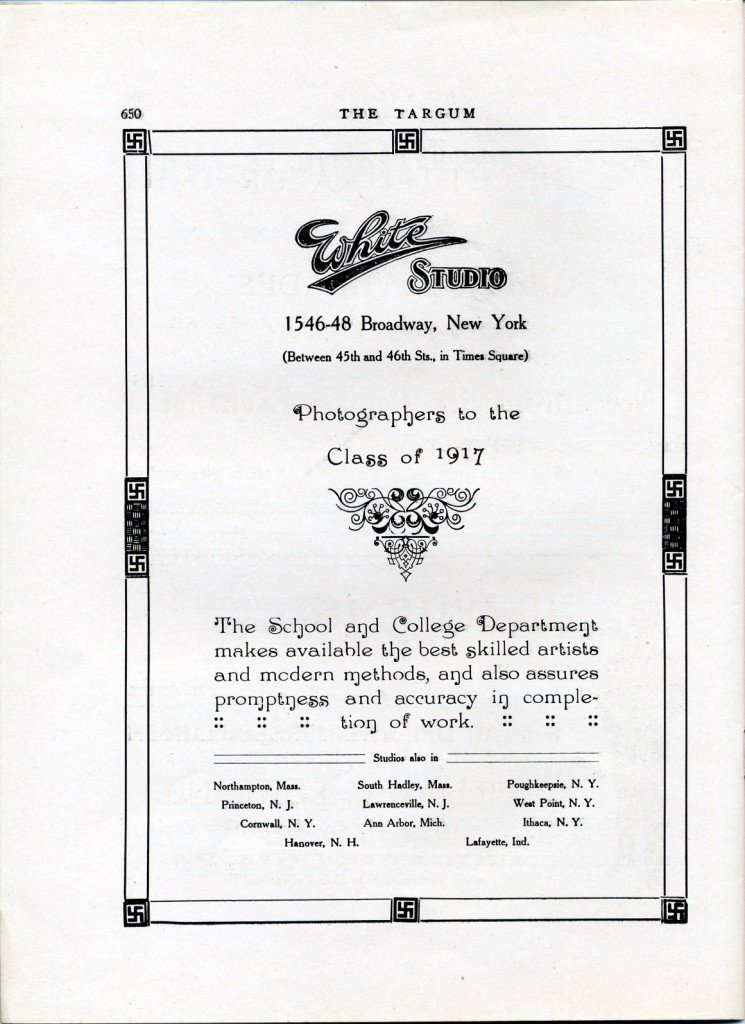 650
THE TARGUM
White
STUDIO
1546-48 Broadway, New York
(Between 45th and 46th Sts., in Times Square)
Photographers to the
Class of 1917
The School and College Department
makes available the best skilled artists
and modern methods, and also assures
promptness and accuracy in comple-
tion of work.
Studios also in
Northampton, Mass. South Hadley, Mass. Poughkeepsie, N. Y.
Princeton, N. J. Lawrenceville, N. J. West Point, N. Y.
Cornwall, N. Y. Ann Arbor, Mich. Ithaca, N. Y.
Hanover, N. H. Lafayette, Ind.